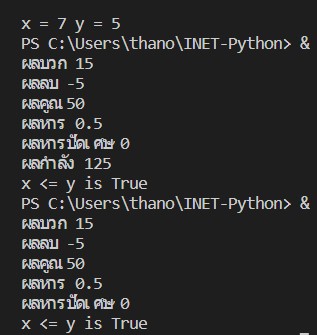 x = 7 y = 5
PS C:\Users\thano\INET-Python> &
ผลบวก 15
ผลลบ -5
ผลคูณ 50
ผลหาร 0.5
ผลหารปัดเศษ 0
ผลกำลัง 125
x <= y is True
PS C:\Users\thano\INET-Python> &
ผลบวก 15
ผลลบ -5
ผลคูณ 50
ผลหาร 0.5
ผลหารปัดเศษ 0
x <= y is True